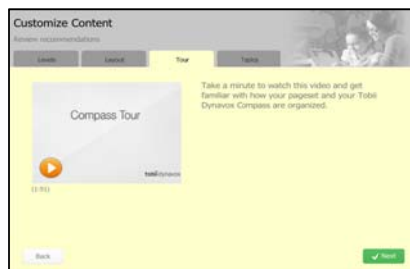 Customize Content
Review recommendations
Levels
Layout
Tour
Topics
Take a minute to watch this video and get
familiar with how your pageset and your Tobii
Dynavox Compass are organized.
Compass Tour
tobiidynavox
(1:51)
Back
Next